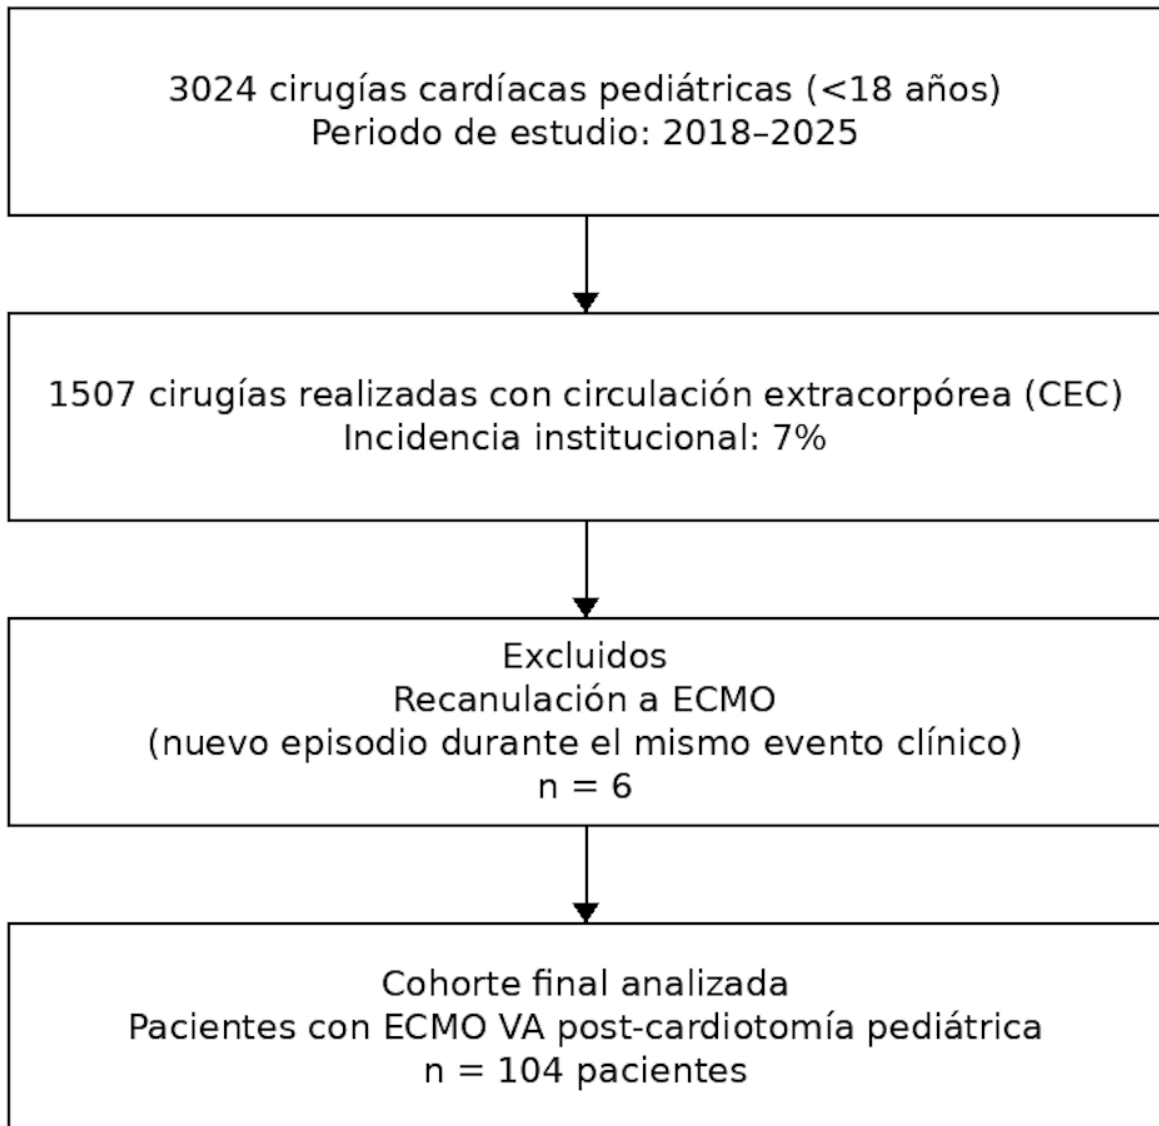 3024 cirugías cardíacas pediátricas (<18 años)
Periodo de estudio: 2018–2025
1507 cirugías realizadas con circulación extracorpórea (CEC)
Incidencia institucional: 7%
Excluidos
Recanulación a ECMO
(nuevo episodio durante el mismo evento clínico)
n = 6
Cohorte final analizada
Pacientes con ECMO VA post-cardiotomía pediátrica
n = 104 pacientes